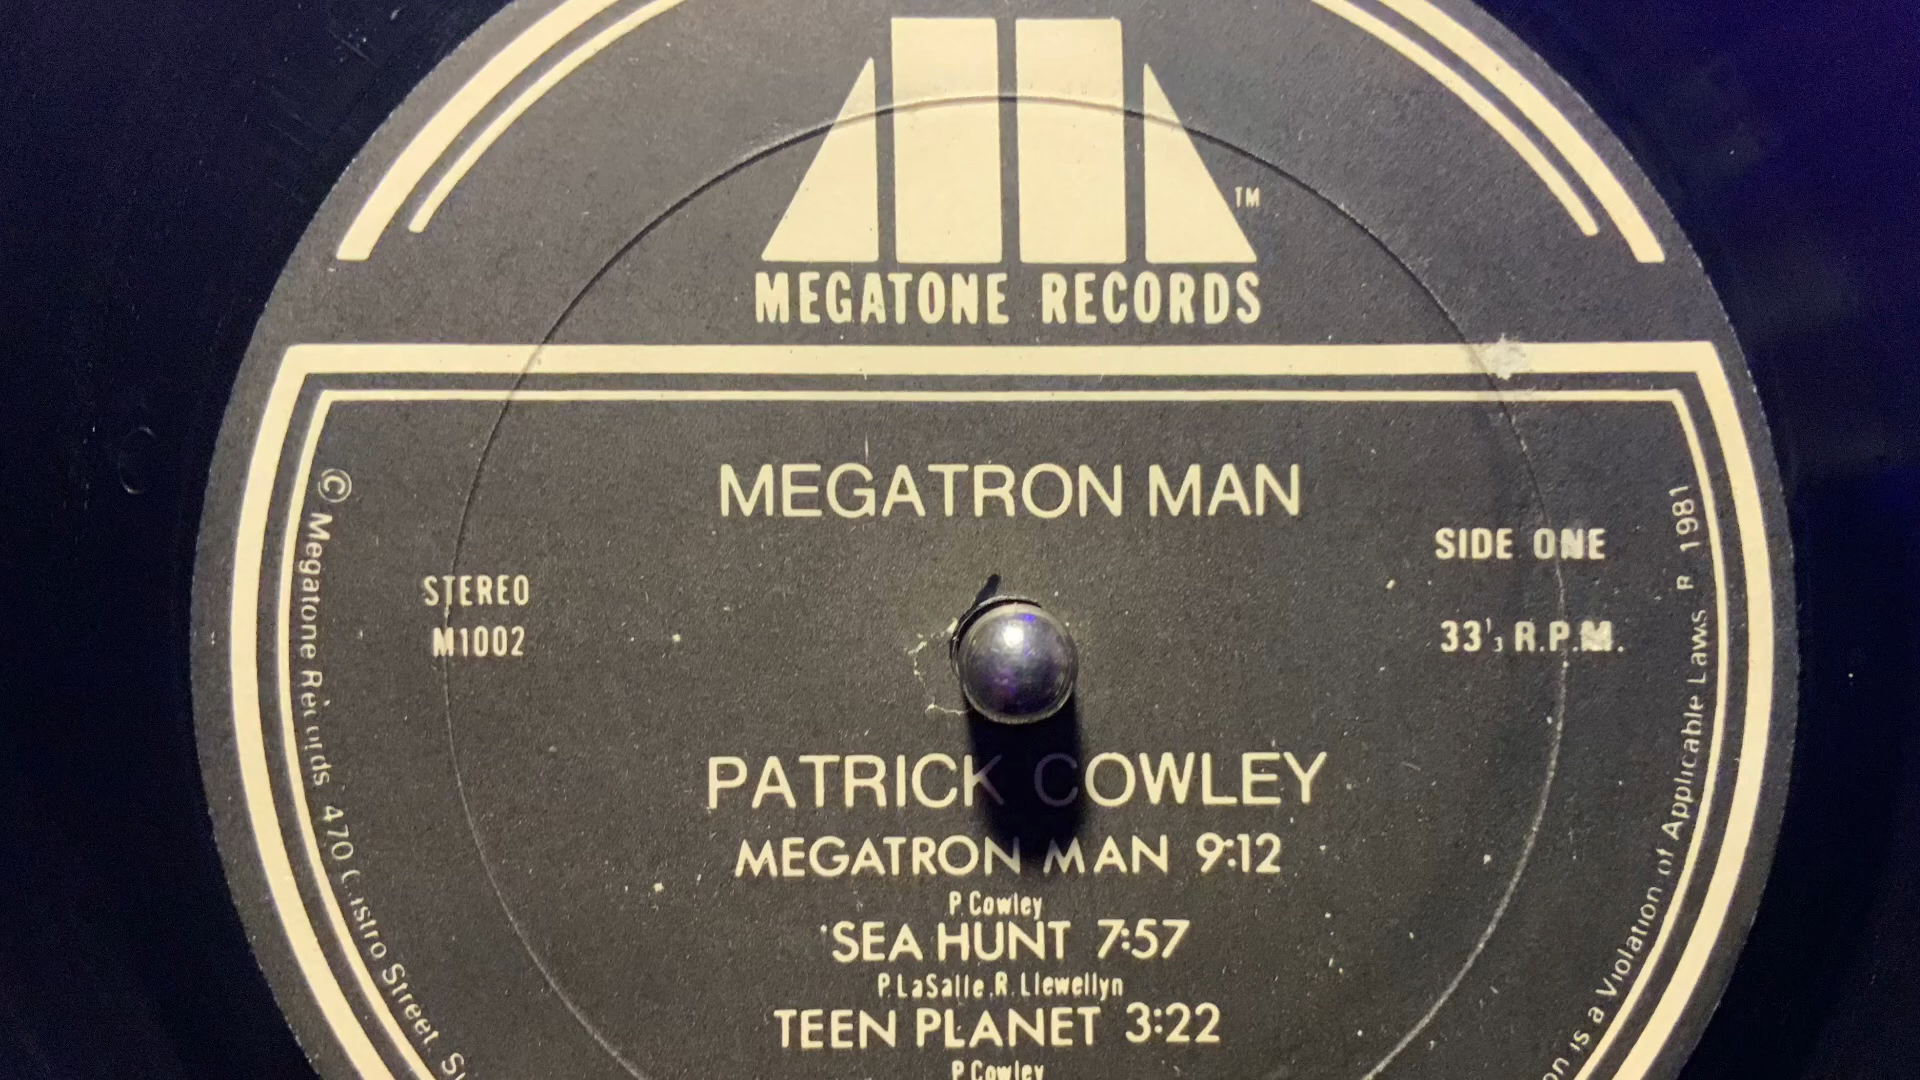 TM
MEGATONE RECORDS
MEGATRON MAN
SIDE ONE
STEREO
M1002
33⅓ R.P.M.
PATRICK COWLEY
MEGATRON MAN 9:12
P. Cowley
SEA HUNT 7:57
P. LaSalle, R. Llewellyn
TEEN PLANET 3:22
P. Cowley
© Megatone Records 470 Castro Street
is a Violation of Applicable Laws R 1981